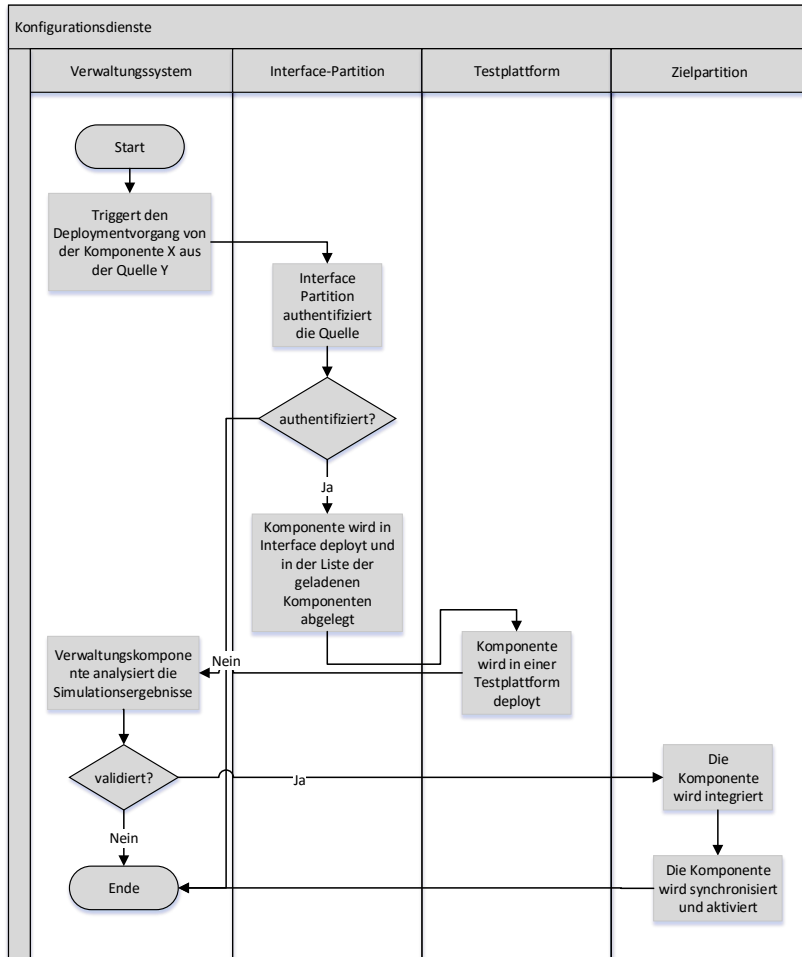 Konfigurationsdienste
Verwaltungssystem
Interface-Partition
Testplattform
Zielpartition
Start
Triggert den
Deploymentvorgang von
der Komponente X aus
der Quelle Y
Interface
Partition
authentifiziert
die Quelle
authentifiziert?
Ja
Komponente wird in
Interface deployt und
in der Liste der
geladenen
Komponenten
abgelegt
Komponente
wird in einer
Testplattform
deployt
Nein
Verwaltungskompone
nte analysiert die
Simulationsergebnisse
validiert?
Ja
Nein
Die
Komponente
wird integriert
Die Komponente
wird synchronisiert
und aktiviert
Ende